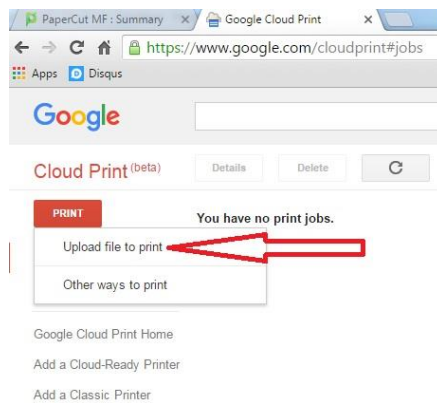 PaperCut MF : Summary
Google Cloud Print
https://www.google.com/cloudprint#jobs
Apps Disqus
Google
Cloud Print (beta)
Details Delete
PRINT
You have no print jobs.
Upload file to print
Other ways to print
Google Cloud Print Home
Add a Cloud-Ready Printer
Add a Classic Printer